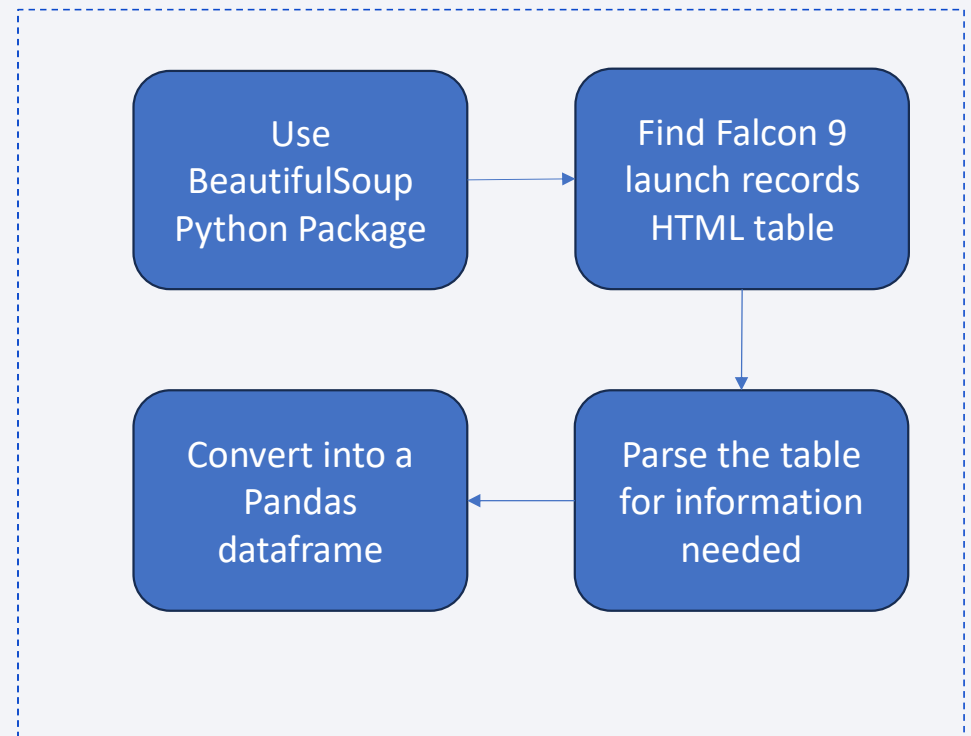 Use
BeautifulSoup
Python Package
Find Falcon 9
launch records
HTML table
Parse the table
for information
needed
Convert into a
Pandas
dataframe